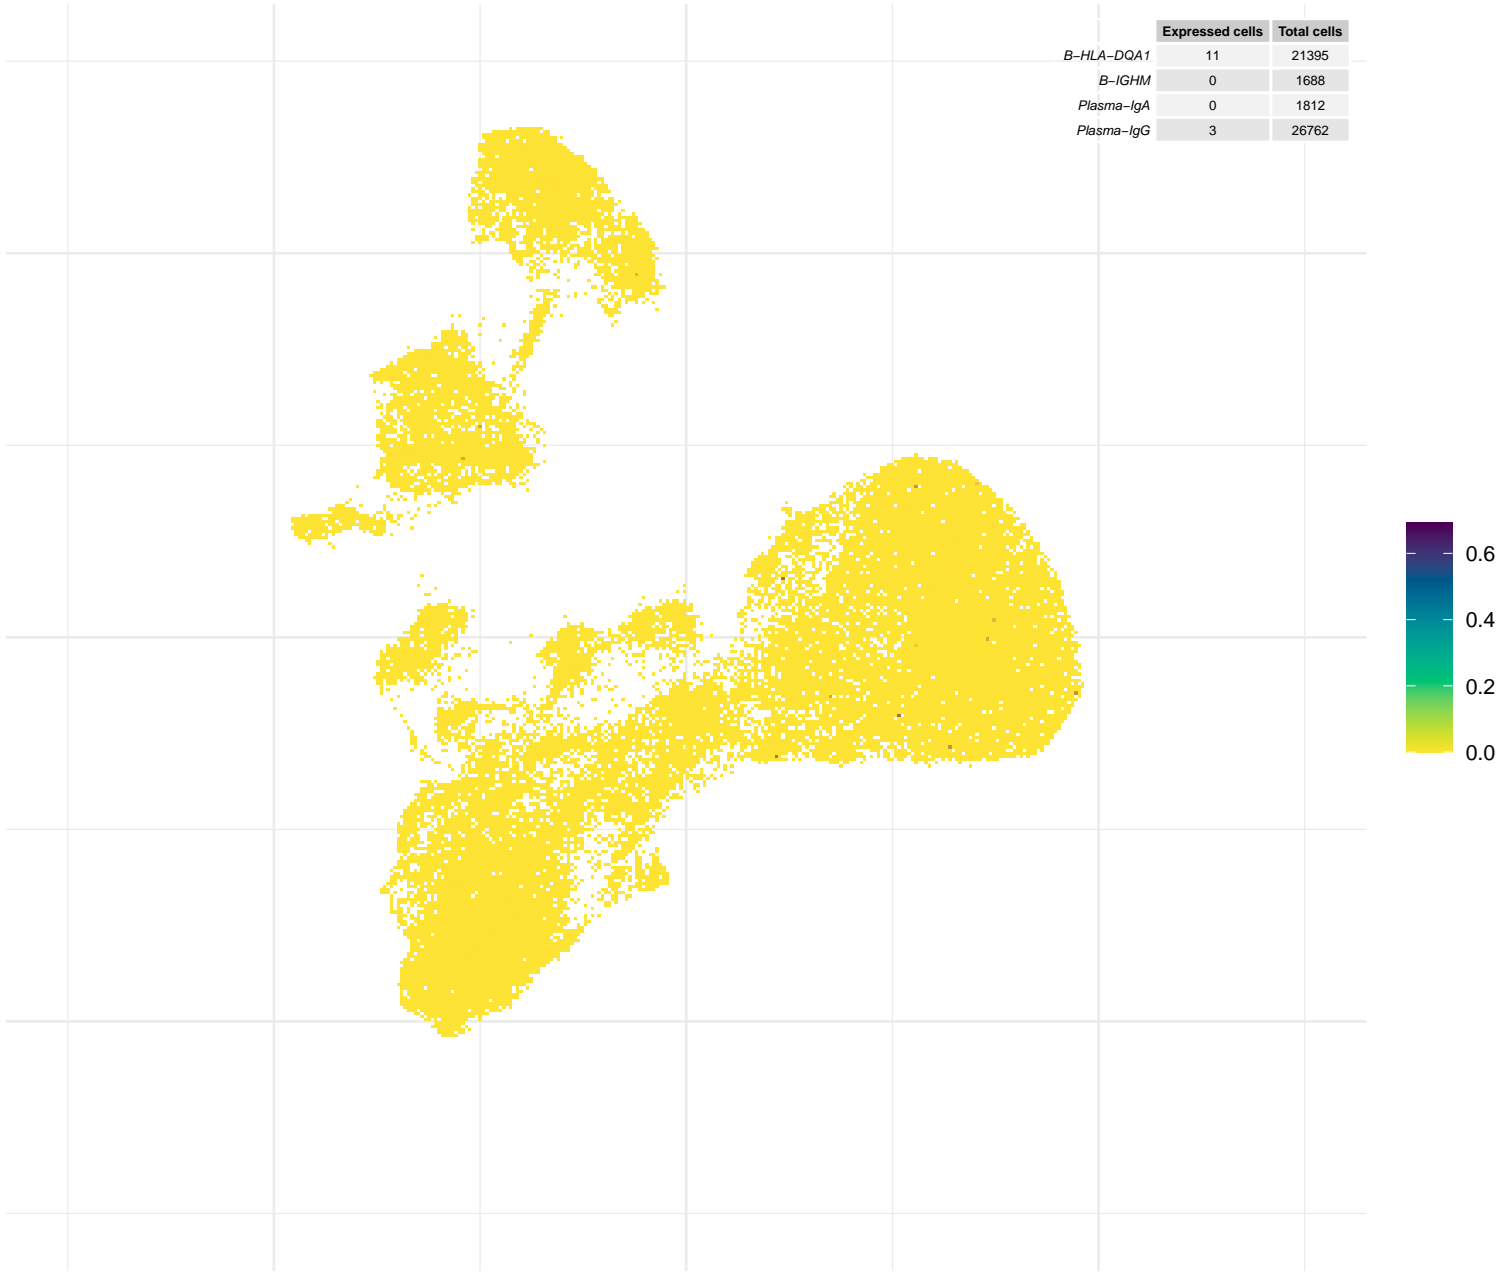 Expressed cells Total cells
B−HLA−DQA1 11 21395
B−IGHM 0 1688
Plasma−IgA 0 1812
Plasma−IgG 3 26762
0.6
0.4
0.2
0.0